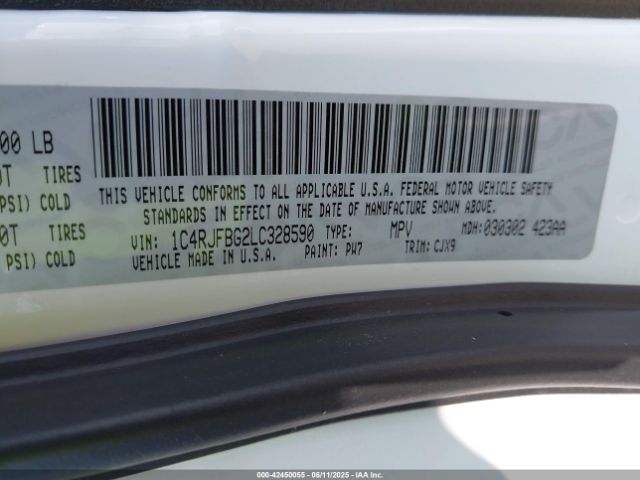 00 LB
0T TIRES
PSI) COLD
0T TIRES
PSI) COLD
THIS VEHICLE CONFORMS TO ALL APPLICABLE U.S.A. FEDERAL MOTOR VEHICLE SAFETY
STANDARDS IN EFFECT ON THE DATE OF MANUFACTURE SHOWN ABOVE.
VIN: 1C4RJFBG2LC328590 TYPE: MPV MDH: 030302 423AA
VEHICLE MADE IN U.S.A. PAINT: PW7 TRIM: CJX9
000-42450055 - 06/11/2025 - IAA Inc.